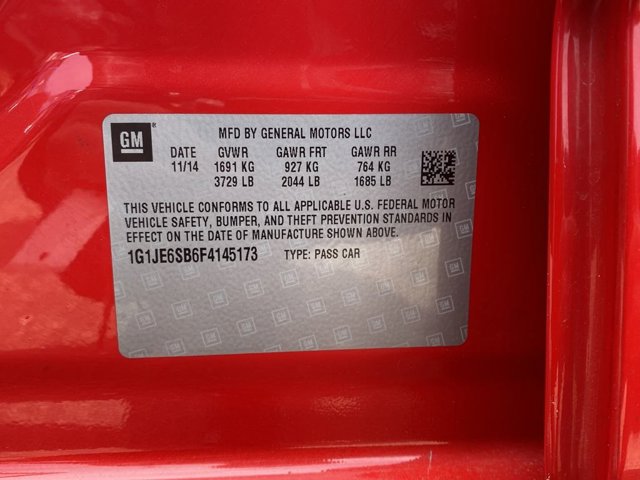 GM
MFD BY GENERAL MOTORS LLC
DATE GVWR GAWR FRT GAWR RR
11/14 1691 KG 927 KG 764 KG
3729 LB 2044 LB 1685 LB
THIS VEHICLE CONFORMS TO ALL APPLICABLE U.S. FEDERAL MOTOR
VEHICLE SAFETY, BUMPER, AND THEFT PREVENTION STANDARDS IN
EFFECT ON THE DATE OF MANUFACTURE SHOWN ABOVE.
1G1JE6SB6F4145173 TYPE: PASS CAR